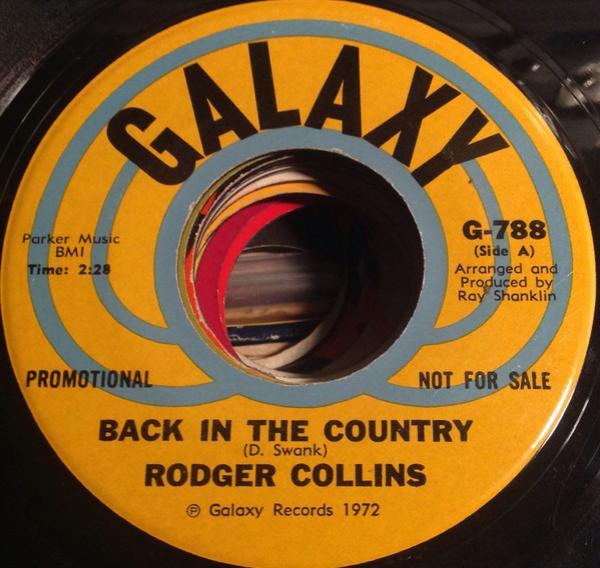 GALAXY
Parker Music
BMI
Time: 2:28
G-788
(Side A)
Arranged and
Produced by
Ray Shanklin
PROMOTIONAL
NOT FOR SALE
BACK IN THE COUNTRY
(D. Swank)
RODGER COLLINS
℗ Galaxy Records 1972